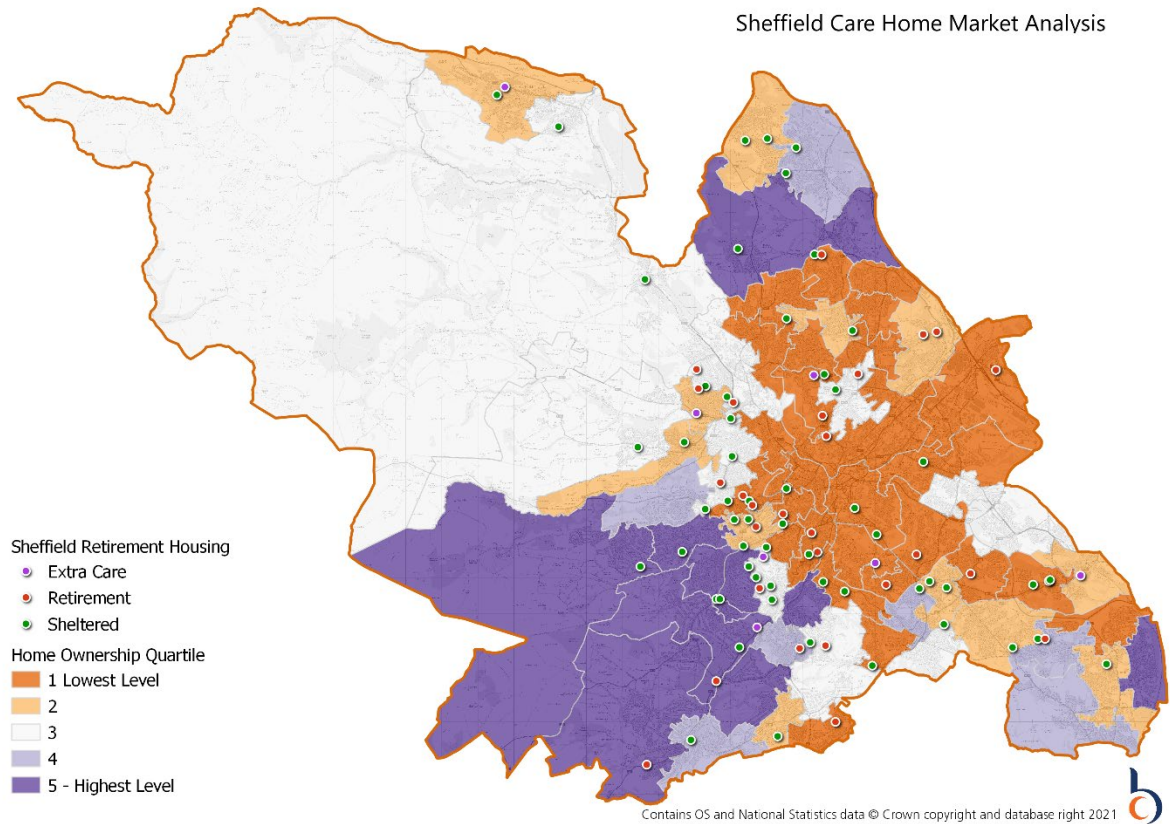 Sheffield Care Home Market Analysis
Sheffield Retirement Housing
Extra Care
Retirement
Sheltered
Home Ownership Quartile
1 Lowest Level
2
3
4
5 - Highest Level
Contains OS and National Statistics data © Crown copyright and database right 2021